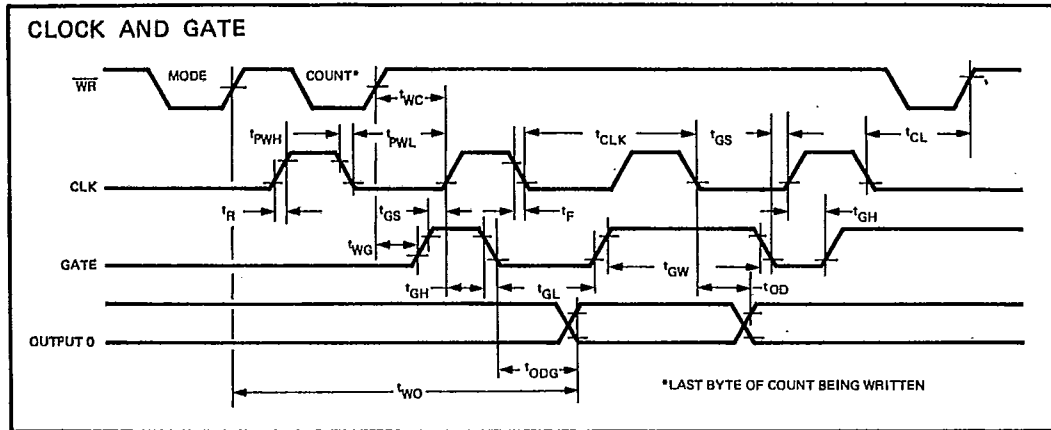 CLOCK AND GATE
WR MODE COUNT*
tWC
tPWH tPWL tCLK tGS tCL
CLK
tR tGS tF tGH
tWG
GATE
tGH tGL tGW tOD
OUTPUT O
tODG
tWO *LAST BYTE OF COUNT BEING WRITTEN